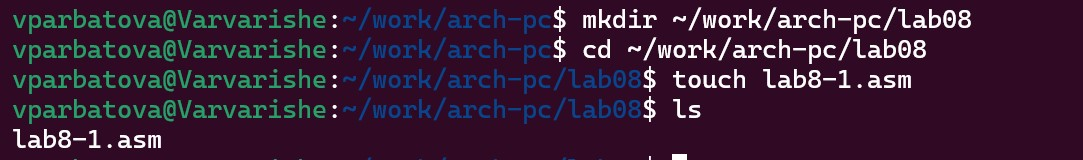 vparbatova@Varvarishe:~/work/arch-pc$ mkdir ~/work/arch-pc/lab08
vparbatova@Varvarishe:~/work/arch-pc$ cd ~/work/arch-pc/lab08
vparbatova@Varvarishe:~/work/arch-pc/lab08$ touch lab8-1.asm
vparbatova@Varvarishe:~/work/arch-pc/lab08$ ls
lab8-1.asm